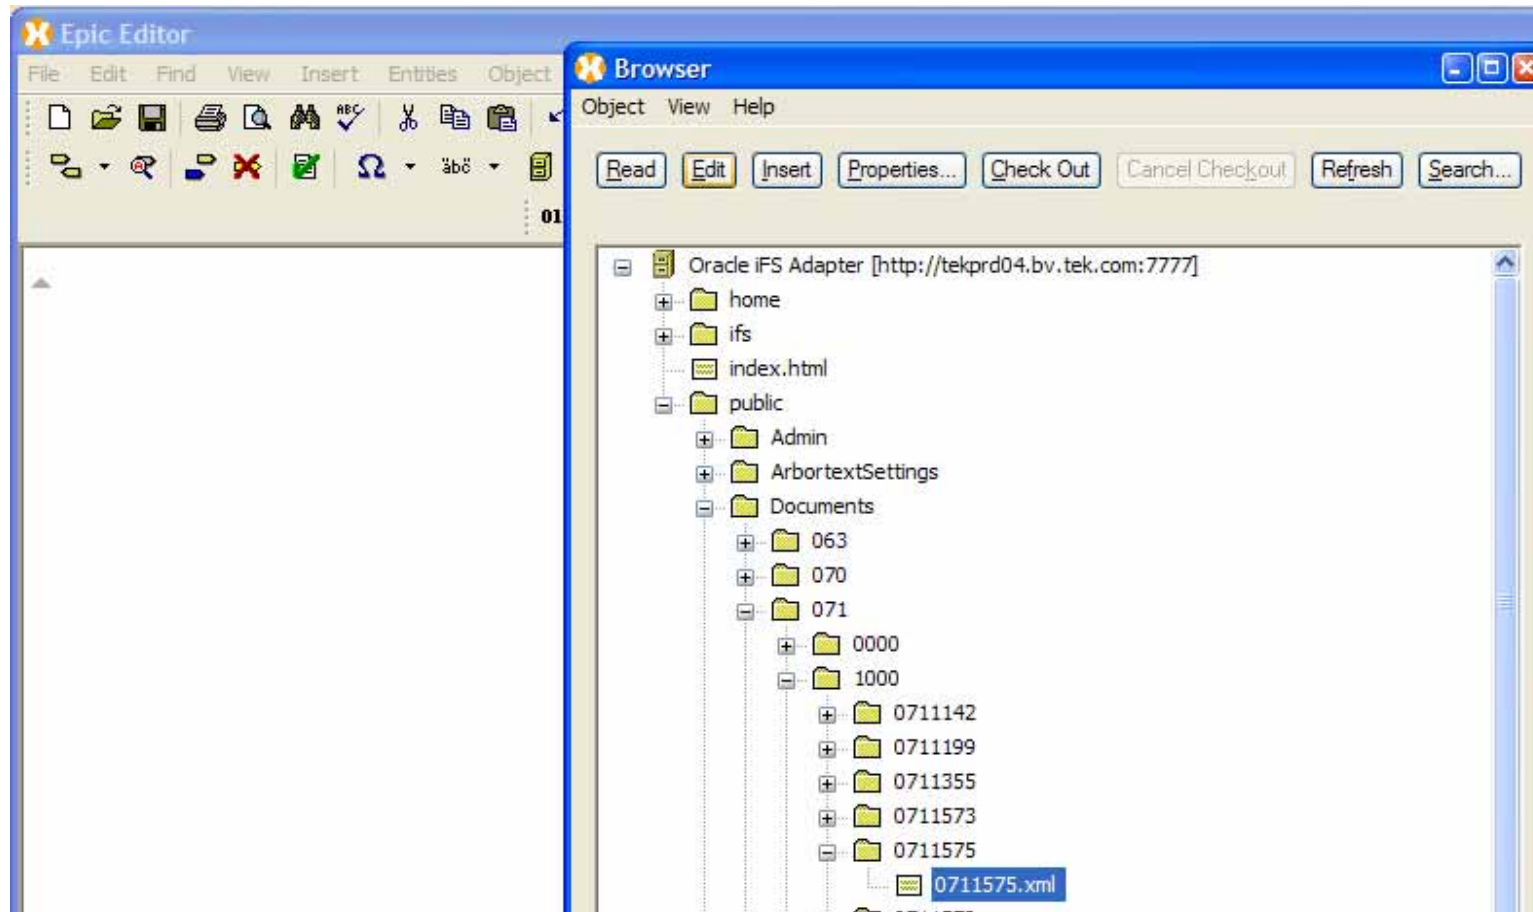 Epic Editor
File Edit Find View Insert Entities Object
ABC
Ω äbč
01
Browser
Object View Help
Read Edit Insert Properties... Check Out Cancel Checkout Refresh Search...
Oracle iFS Adapter [http://tekprd04.bv.tek.com:7777]
home
ifs
index.html
public
Admin
ArbortextSettings
Documents
063
070
071
0000
1000
0711142
0711199
0711355
0711573
0711575
0711575.xml